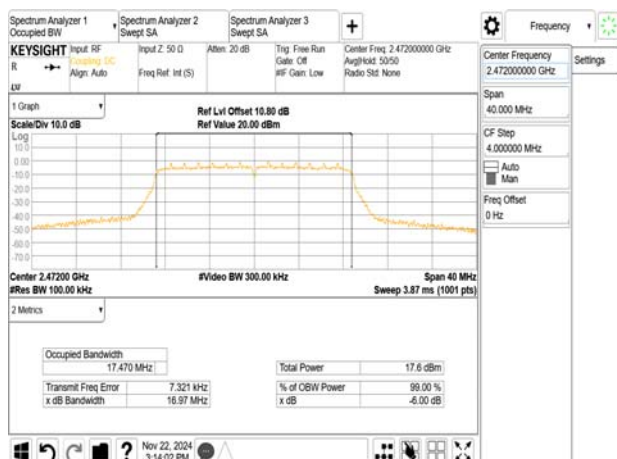 Spectrum Analyzer 1
Occupied BW
Spectrum Analyzer 2
Swept SA
Spectrum Analyzer 3
Swept SA
Frequency
KEYSIGHT
R
Input: RF
Coupling: DC
Align: Auto
Input Z: 50 Ω
Freq Ref: Int (S)
Atten: 20 dB
Trig: Free Run
Gate: Off
#IF Gain: Low
Center Freq: 2.472000000 GHz
Avg|Hold: 50/50
Radio Std: None
Center Frequency
2.472000000 GHz
Settings
Span
40.000 MHz
CF Step
4.000000 MHz
Auto
Man
Freq Offset
0 Hz
1 Graph
Scale/Div 10.0 dB
Ref Lvl Offset 10.80 dB
Ref Value 20.00 dBm
Log
10.0
0.00
-10.0
-20.0
-30.0
-40.0
-50.0
-60.0
-70.0
Center 2.47200 GHz
#Res BW 100.00 kHz
#Video BW 300.00 kHz
Span 40 MHz
Sweep 3.87 ms (1001 pts)
2 Metrics
Occupied Bandwidth
17.470 MHz
Total Power 17.6 dBm
Transmit Freq Error 7.321 kHz
% of OBW Power 99.00 %
x dB Bandwidth 16.97 MHz
x dB -6.00 dB
Nov 22, 2024
3:14:02 PM